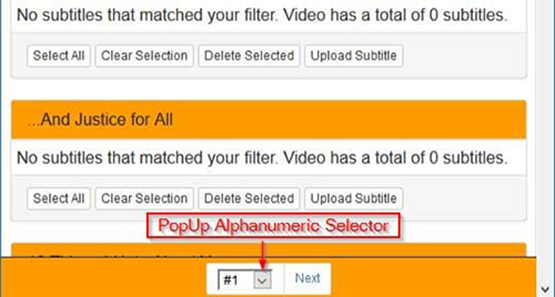 No subtitles that matched your filter. Video has a total of 0 subtitles.
Select All Clear Selection Delete Selected Upload Subtitle
...And Justice for All
No subtitles that matched your filter. Video has a total of 0 subtitles.
Select All Clear Selection Delete Selected Upload Subtitle
PopUp Alphanumeric Selector
#1 Next